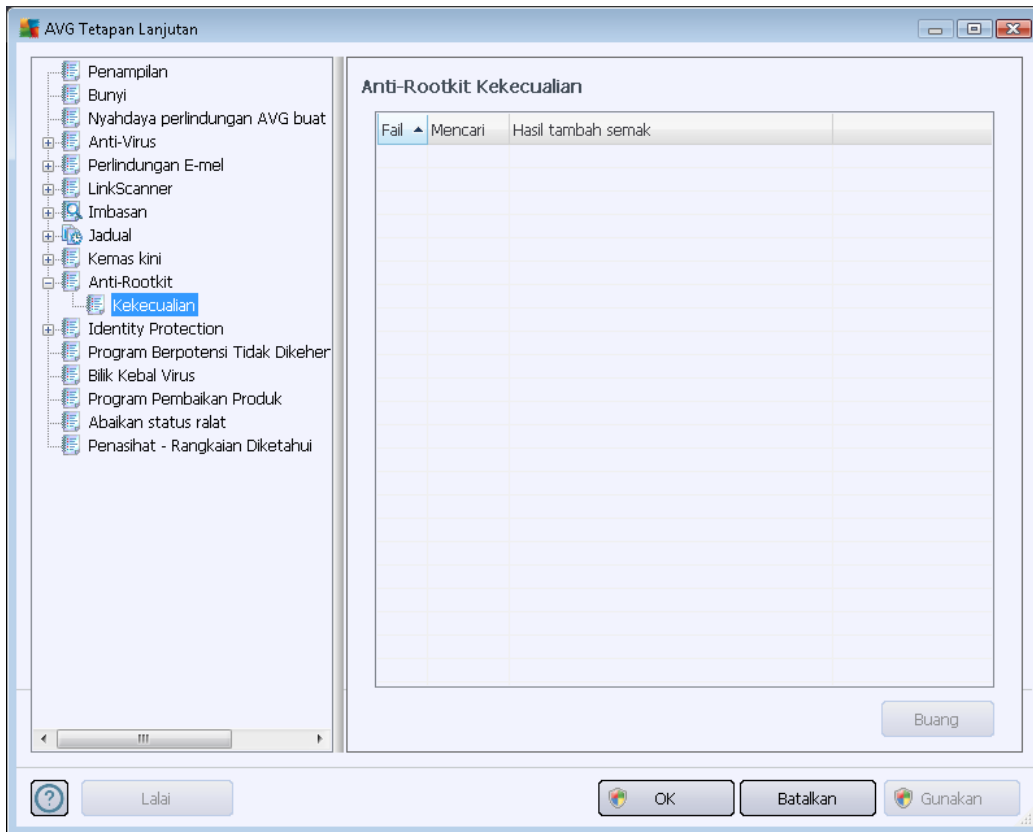 AVG Tetapan Lanjutan
Penampilan
Bunyi
Nyahdaya perlindungan AVG buat
Anti-Virus
Perlindungan E-mel
LinkScanner
Imbasan
Jadual
Kemas kini
Anti-Rootkit
Kekecualian
Identity Protection
Program Berpotensi Tidak Dikeher
Bilik Kebal Virus
Program Pembaikan Produk
Abaikan status ralat
Penasihat - Rangkaian Diketahui
Anti-Rootkit Kekecualian
Fail Mencari Hasil tambah semak
Buang
? Lalai OK Batalkan Gunakan